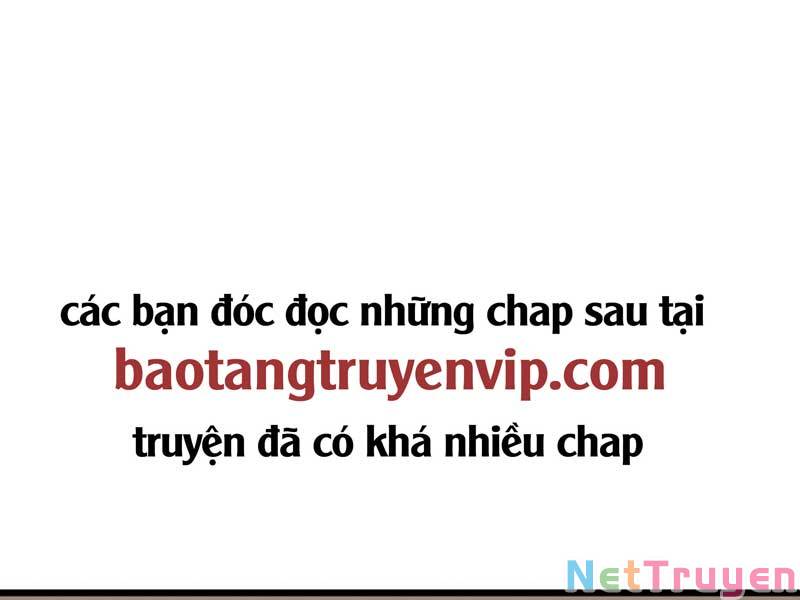 các bạn đóc đọc những chap sau tại
baotangtruyenvip.com
truyện đã có khá nhiều chap
NetTruyen